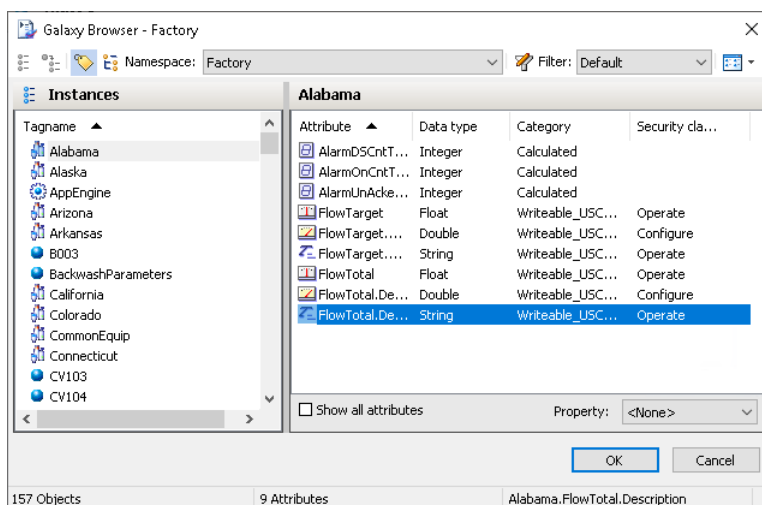 Galaxy Browser - Factory
Namespace: Factory Filter: Default
Instances
Tagname
Alabama
Alaska
AppEngine
Arizona
Arkansas
B003
BackwashParameters
California
Colorado
CommonEquip
Connecticut
CV103
CV104
Alabama
Attribute Data type Category Security cla...
AlarmDSCntT... Integer Calculated
AlarmOnCntT... Integer Calculated
AlarmUnAcke... Integer Calculated
FlowTarget Float Writeable_USC... Operate
FlowTarget.... Double Writeable_USC... Configure
FlowTarget.... String Writeable_USC... Operate
FlowTotal Float Writeable_USC... Operate
FlowTotal.De... Double Writeable_USC... Configure
FlowTotal.De... String Writeable_USC... Operate
Show all attributes Property: <None>
OK Cancel
157 Objects 9 Attributes Alabama.FlowTotal.Description